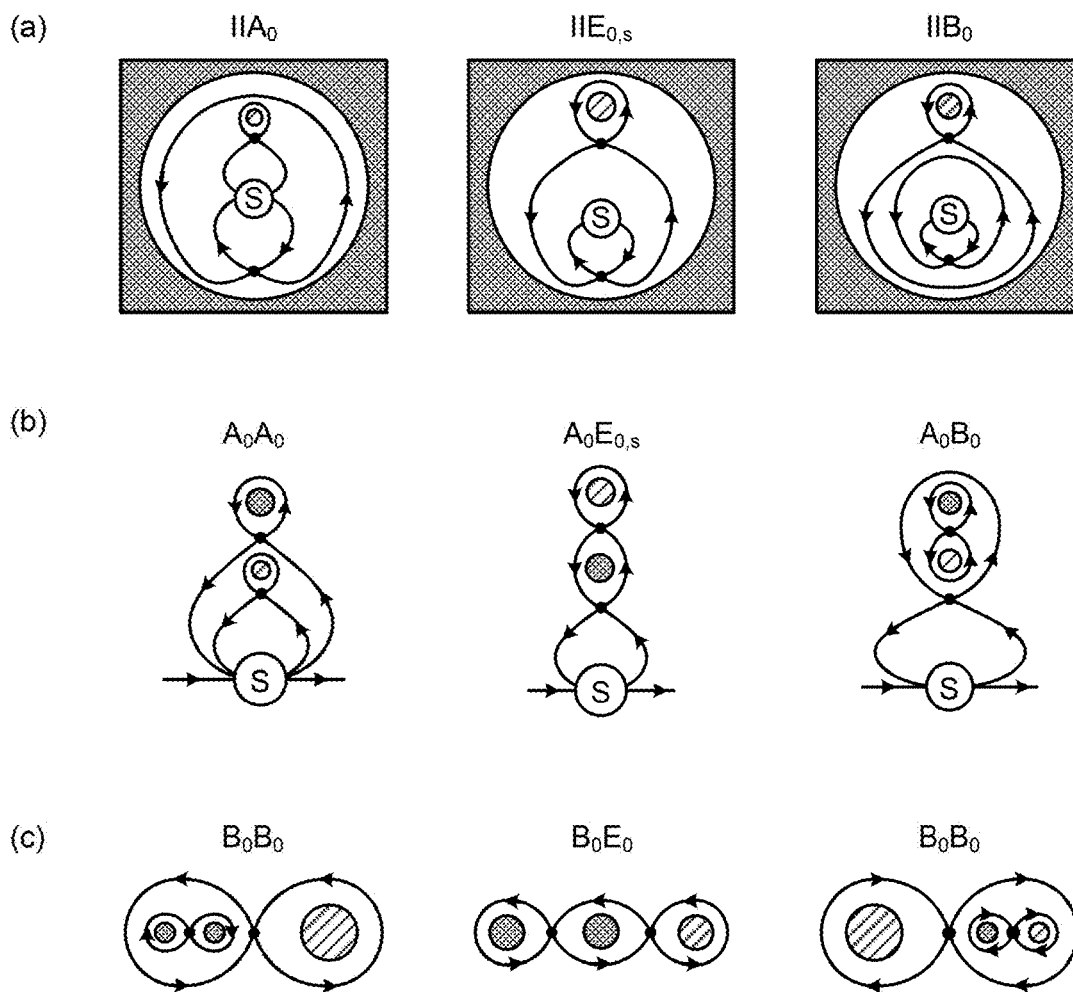 (a) IIA₀ IIE₀,ₛ IIB₀
S S S
(b) A₀A₀ A₀E₀,ₛ A₀B₀
S S S
(c) B₀B₀ B₀E₀ B₀B₀